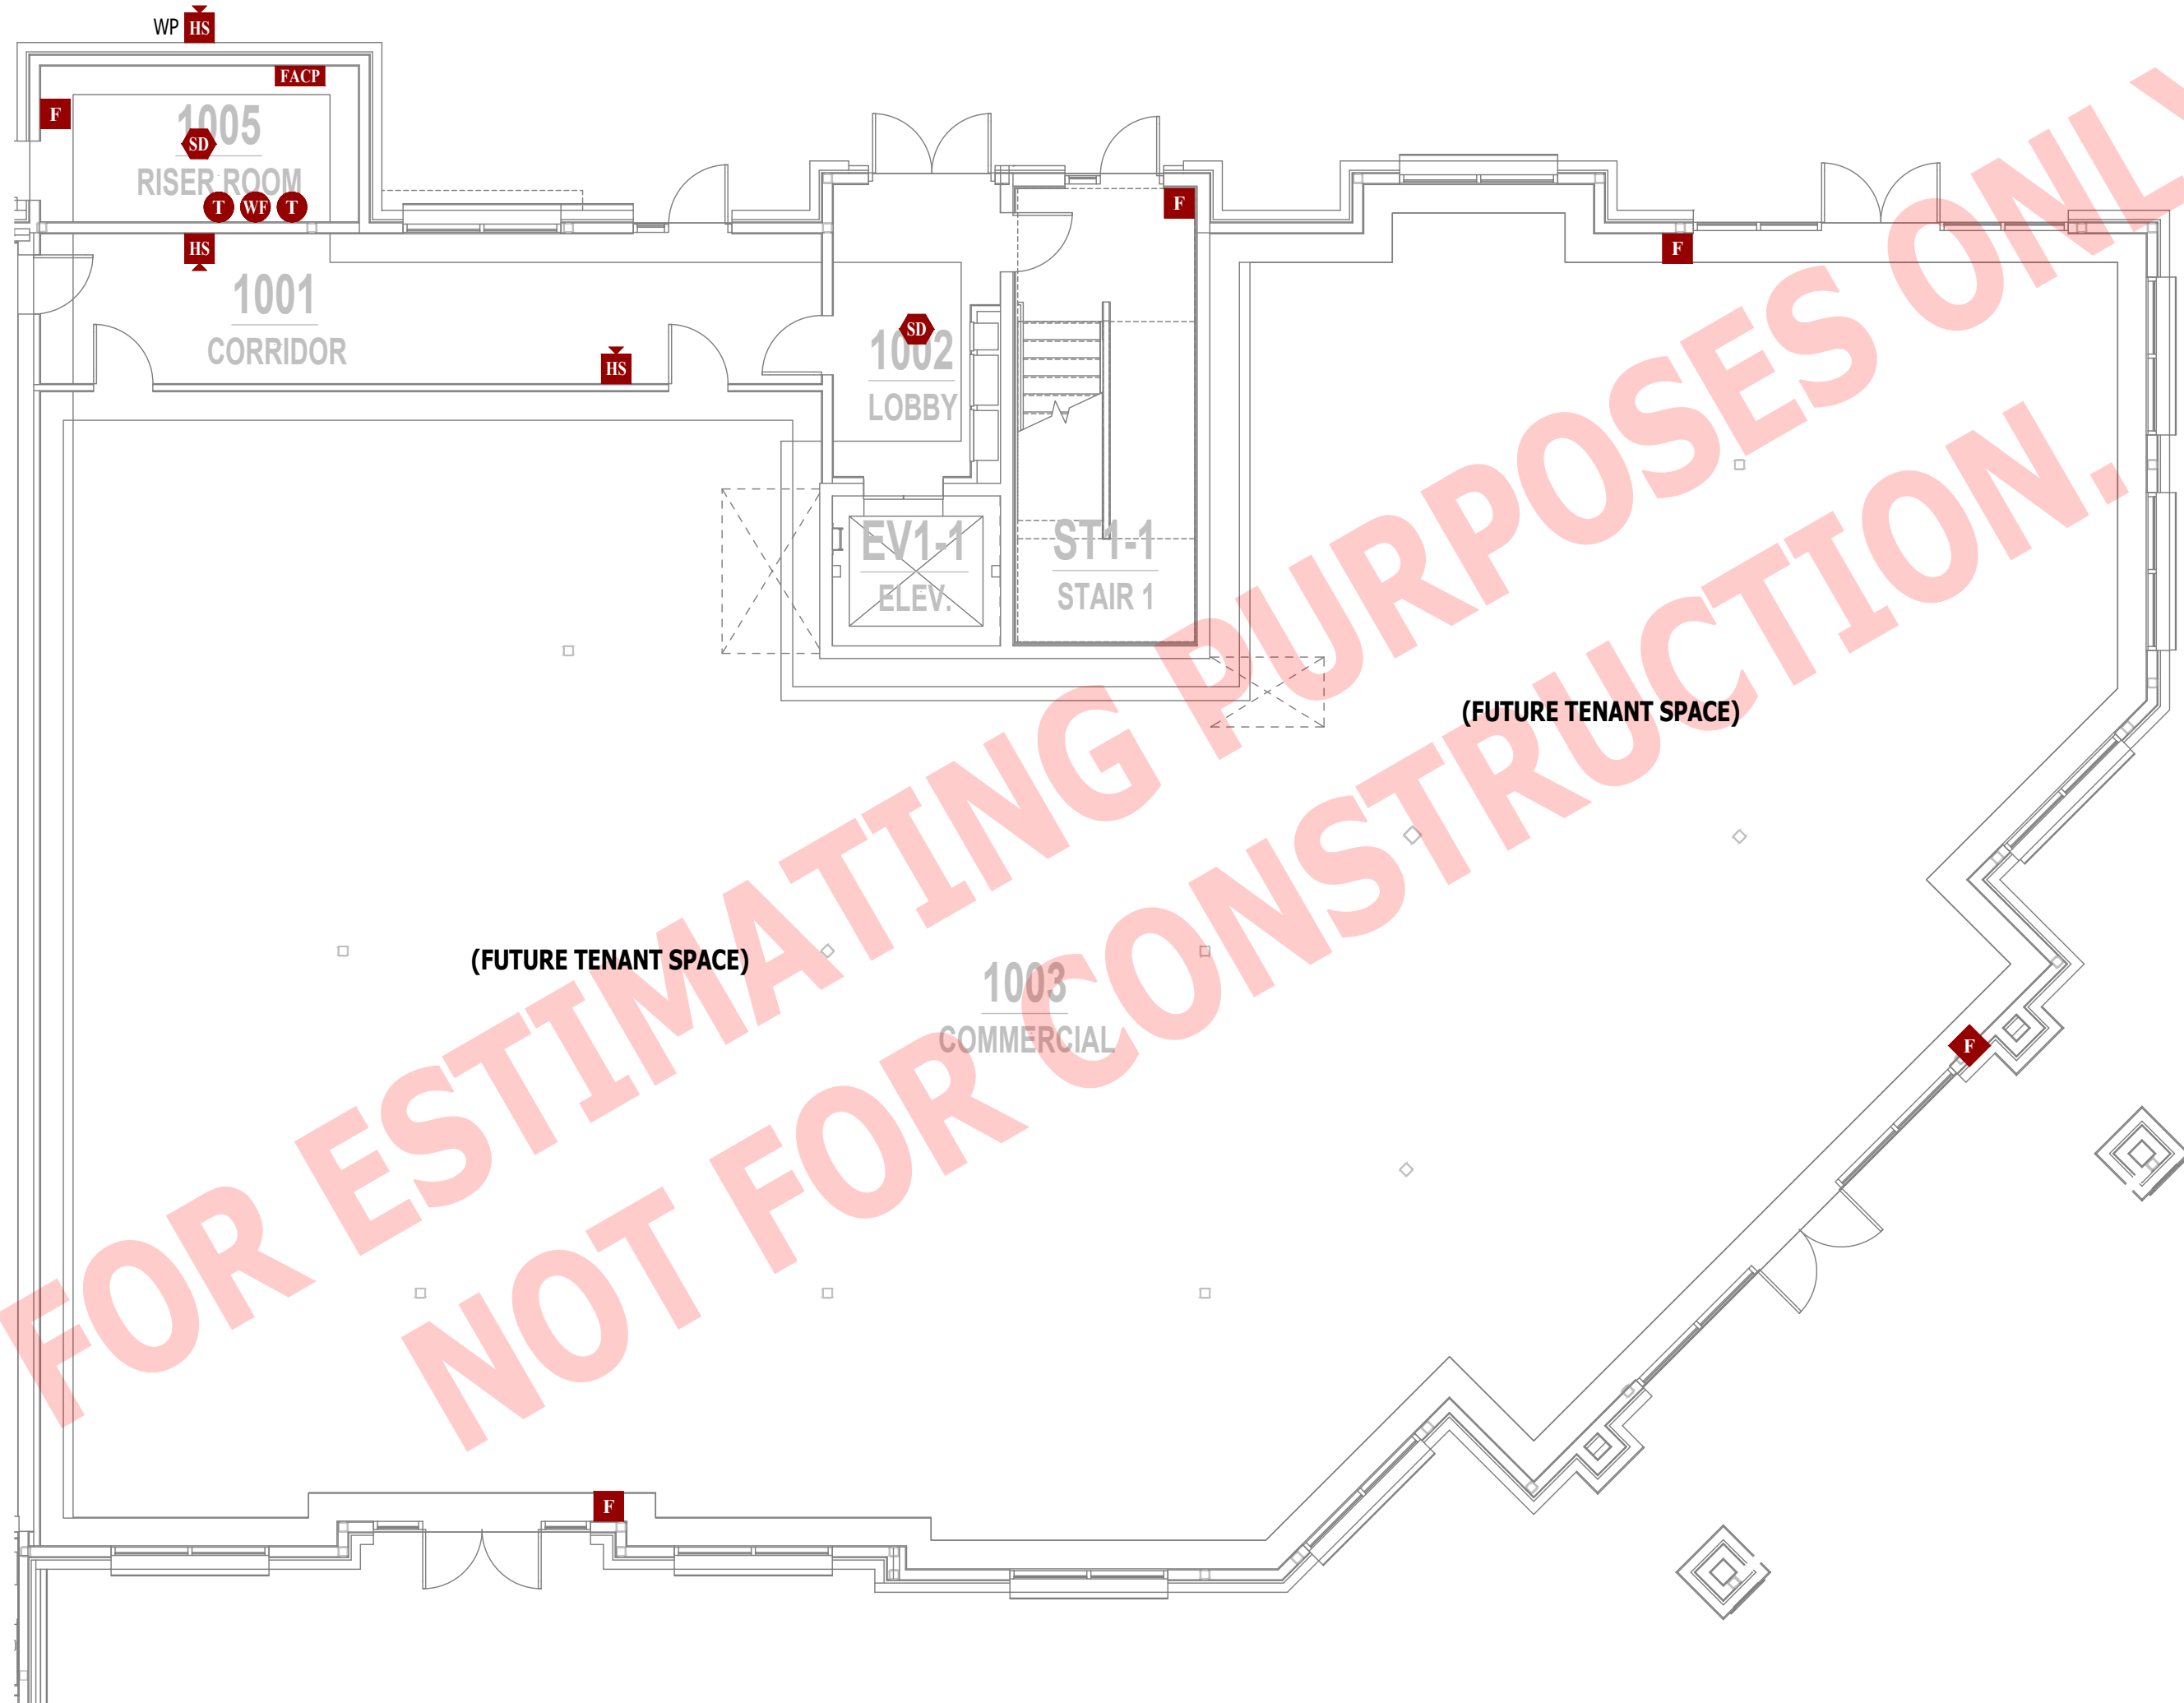 WP HS
FACP
F
1005
SD
RISER ROOM
T WF T
HS
F
F
1001
CORRIDOR
HS
SD
1002
LOBBY
EV1-1
ELEV.
ST1-1
STAIR 1
(FUTURE TENANT SPACE)
(FUTURE TENANT SPACE)
1003
COMMERCIAL
F
F
FOR ESTIMATING PURPOSES ONLY
NOT FOR CONSTRUCTION.